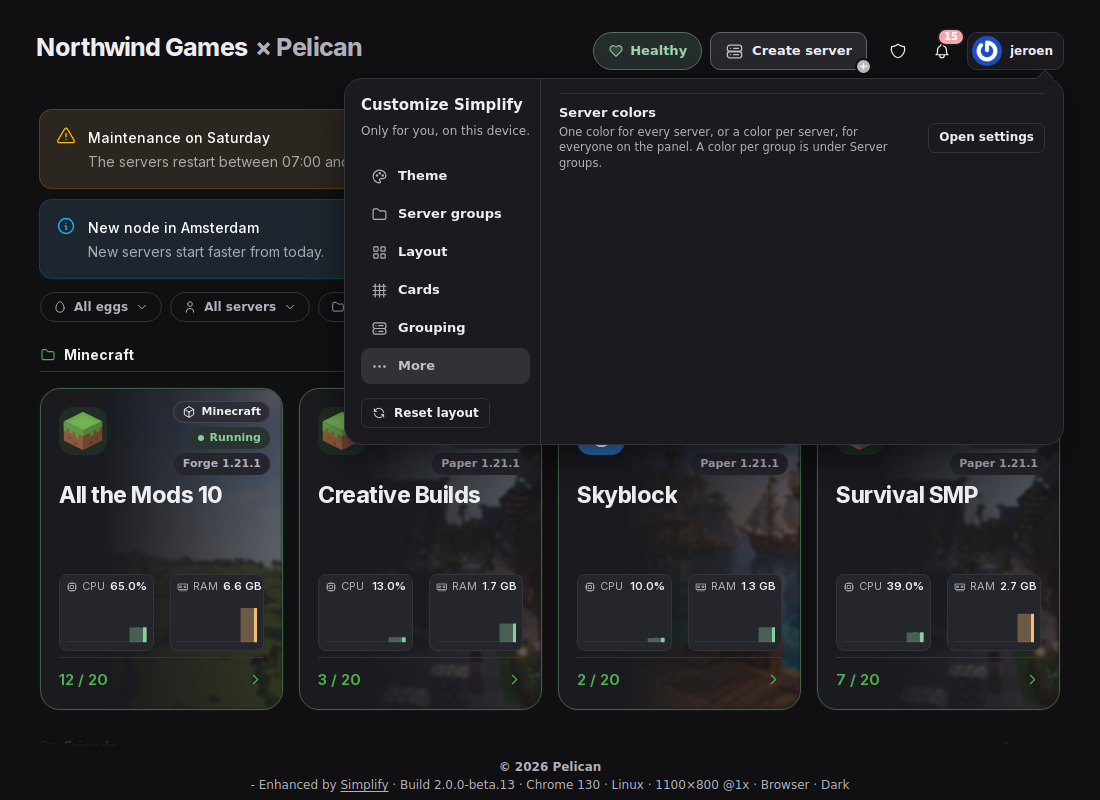 Northwind Games × Pelican
Healthy
Create server
15
jeroen
Maintenance on Saturday
The servers restart between 07:00 and
New node in Amsterdam
New servers start faster from today.
All eggs
All servers
Customize Simplify
Only for you, on this device.
Theme
Server groups
Layout
Cards
Grouping
More
Reset layout
Server colors
One color for every server, or a color per server, for
everyone on the panel. A color per group is under Server
groups.
Open settings
Minecraft
Minecraft
Running
Forge 1.21.1
All the Mods 10
CPU 65.0%
RAM 6.6 GB
12 / 20
Paper 1.21.1
Creative Builds
CPU 13.0%
RAM 1.7 GB
3 / 20
Paper 1.21.1
Skyblock
CPU 10.0%
RAM 1.3 GB
2 / 20
Paper 1.21.1
Survival SMP
CPU 39.0%
RAM 2.7 GB
7 / 20
Friends
© 2026 Pelican
- Enhanced by Simplify · Build 2.0.0-beta.13 · Chrome 130 · Linux · 1100×800 @1x · Browser · Dark